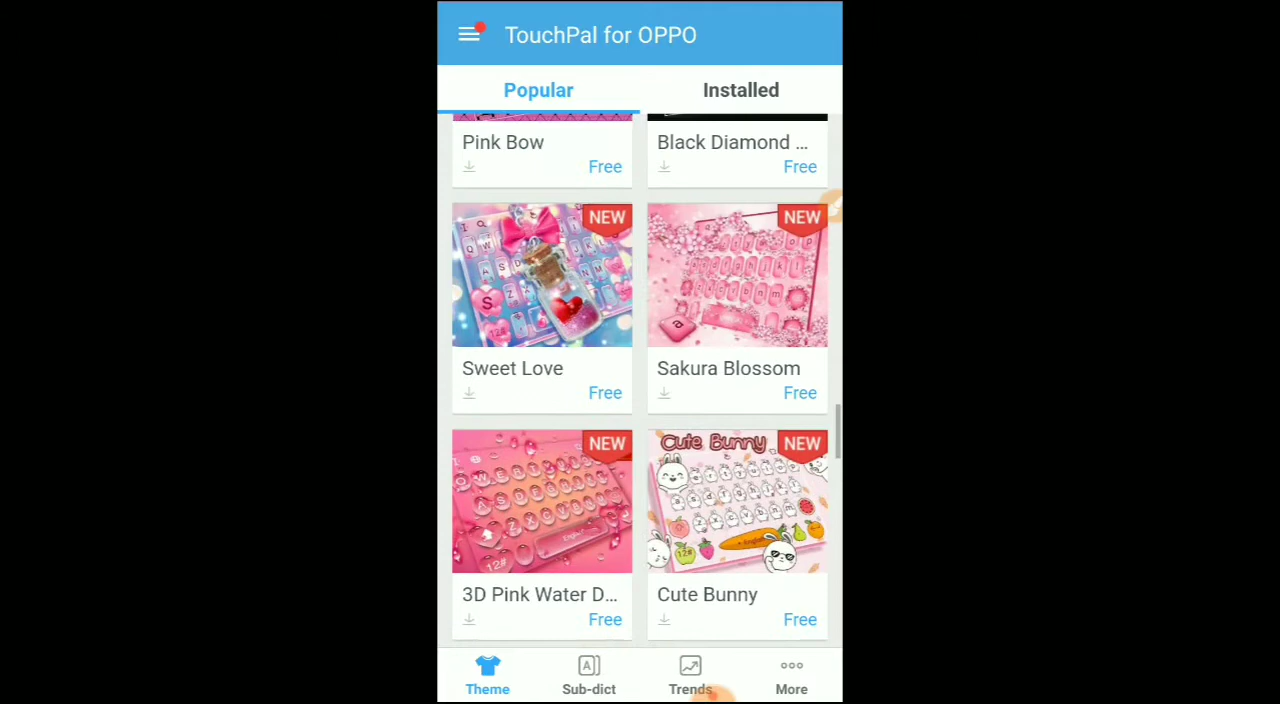 TouchPal for OPPO
Popular
Installed
Pink Bow
Black Diamond ...
Free
Free
NEW
NEW
Sweet Love
Sakura Blossom
Free
Free
NEW
Cute Bunny
NEW
3D Pink Water D...
Cute Bunny
Free
Free
Theme
Sub-dict
Trends
More